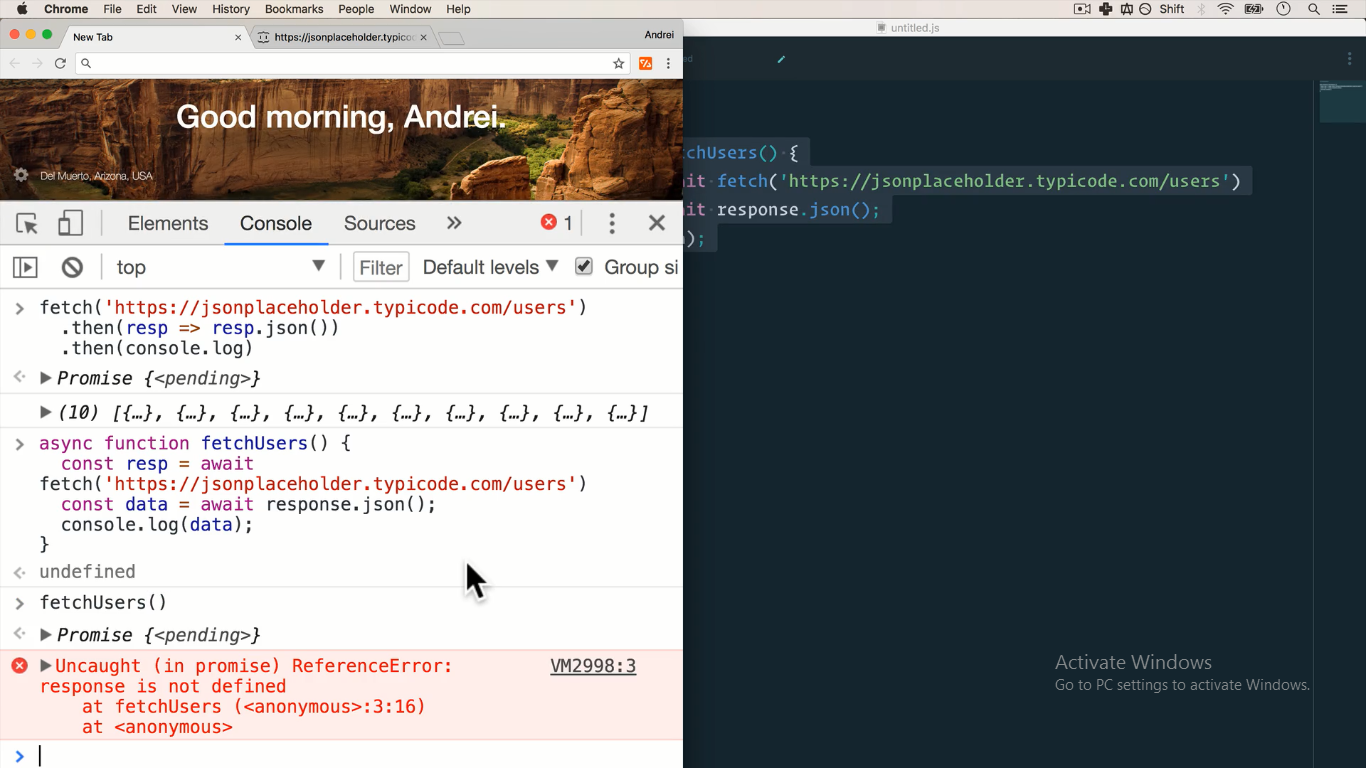 Chrome File Edit View History Bookmarks People Window Help Shift
New Tab
https://jsonplaceholder.typico
Andrei
untitled.js
Good morning, Andrei.
Del Muerto, Arizona, USA
Elements Console Sources » 1
top Filter Default levels Group si
> fetch('https://jsonplaceholder.typicode.com/users')
.then(resp => resp.json())
.then(console.log)
Promise {<pending>}
(10) [{…}, {…}, {…}, {…}, {…}, {…}, {…}, {…}, {…}, {…}]
> async function fetchUsers() {
const resp = await
fetch('https://jsonplaceholder.typicode.com/users')
const data = await response.json();
console.log(data);
}
undefined
> fetchUsers()
Promise {<pending>}
Uncaught (in promise) ReferenceError: VM2998:3
response is not defined
at fetchUsers (<anonymous>:3:16)
at <anonymous>
>
chUsers() {
it fetch('https://jsonplaceholder.typicode.com/users')
it response.json();
);
Activate Windows
Go to PC settings to activate Windows.